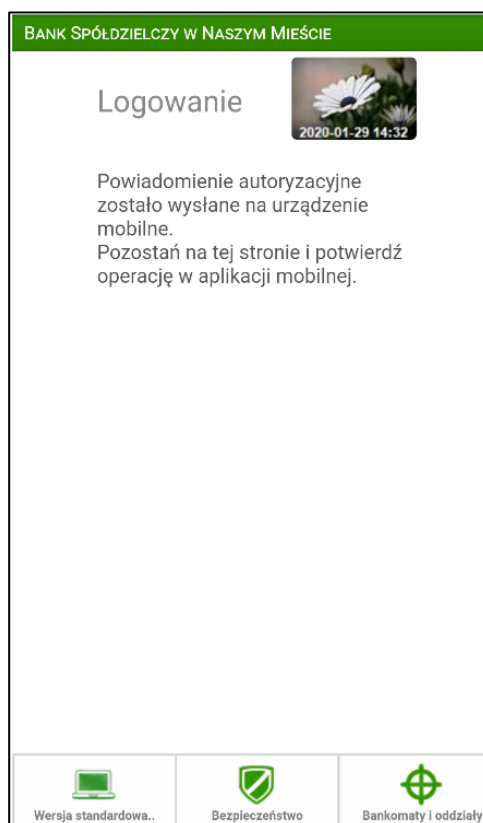 BANK SPÓŁDZIELCZY W NASZYM MIEŚCIE
Logowanie
2020-01-29 14:32
Powiadomienie autoryzacyjne
zostało wysłane na urządzenie
mobilne.
Pozostań na tej stronie i potwierdź
operację w aplikacji mobilnej.
Wersja standardowa..
Bezpieczeństwo
Bankomaty i oddziały